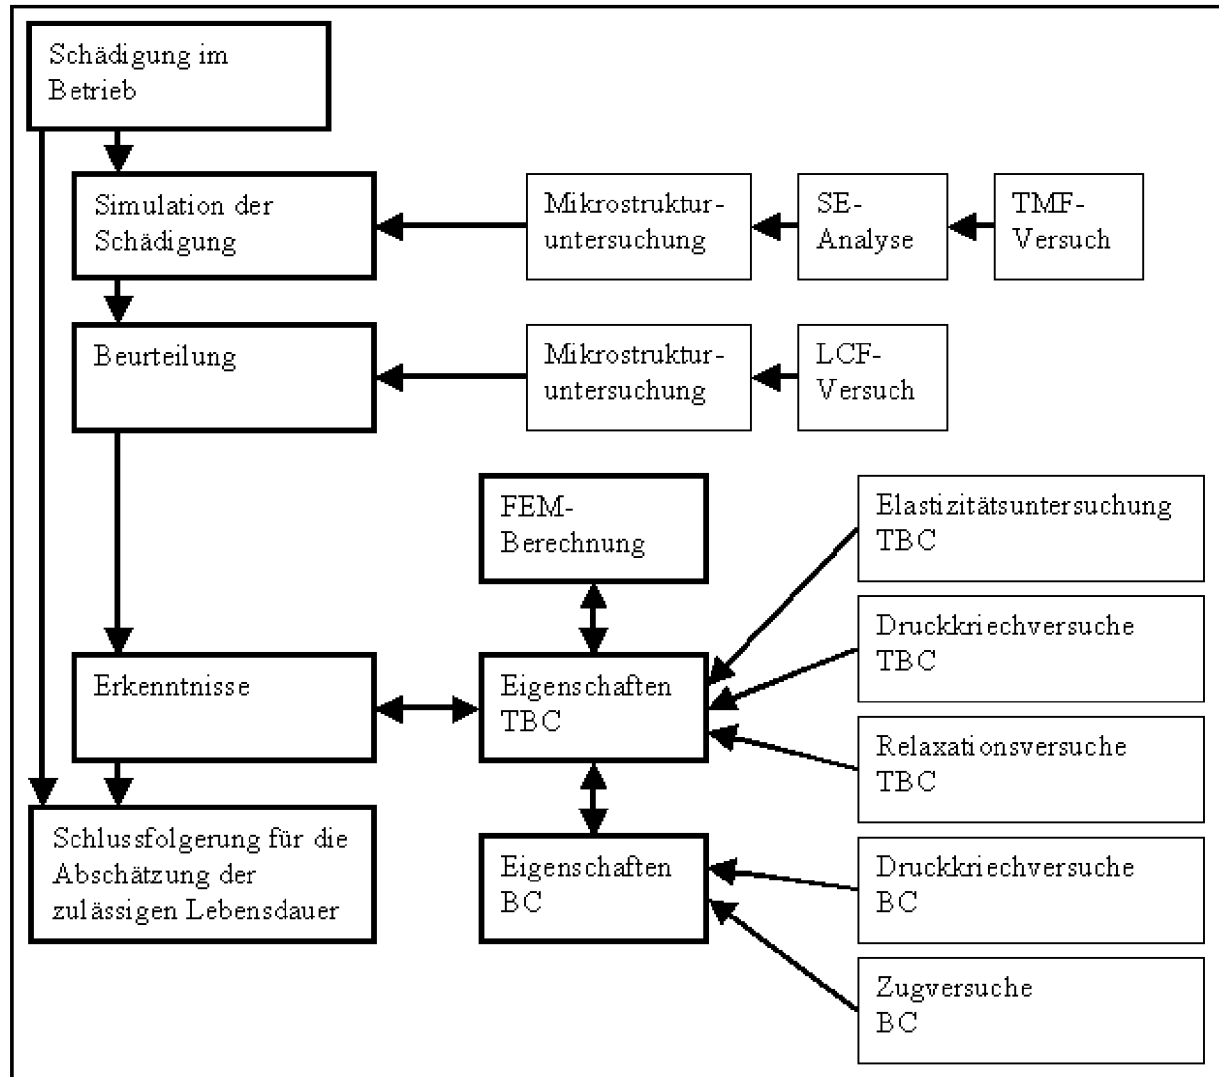 Schädigung im
Betrieb
Simulation der
Schädigung
Mikrostruktur-
untersuchung
SE-
Analyse
TMF-
Versuch
Beurteilung
Mikrostruktur-
untersuchung
LCF-
Versuch
FEM-
Berechnung
Elastizitätsuntersuchung
TBC
Druckkriechversuche
TBC
Erkenntnisse
Eigenschaften
TBC
Relaxationsversuche
TBC
Schlussfolgerung für die
Abschätzung der
zulässigen Lebensdauer
Eigenschaften
BC
Druckkriechversuche
BC
Zugversuche
BC